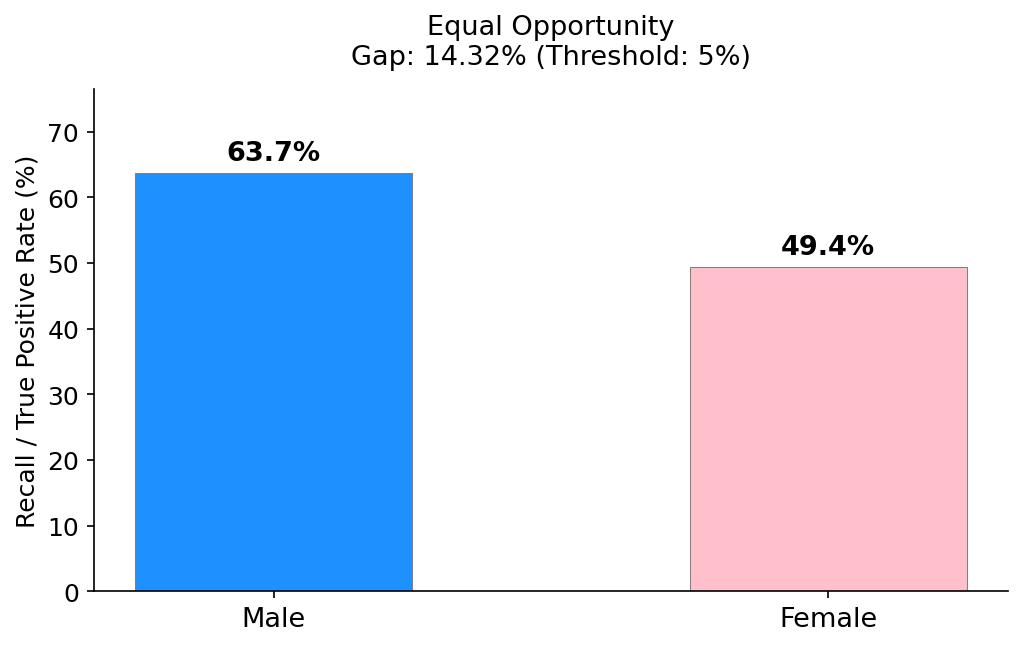 Equal Opportunity
Gap: 14.32% (Threshold: 5%)
Recall / True Positive Rate (%)
70
60
50
40
30
20
10
0
63.7%
49.4%
Male
Female